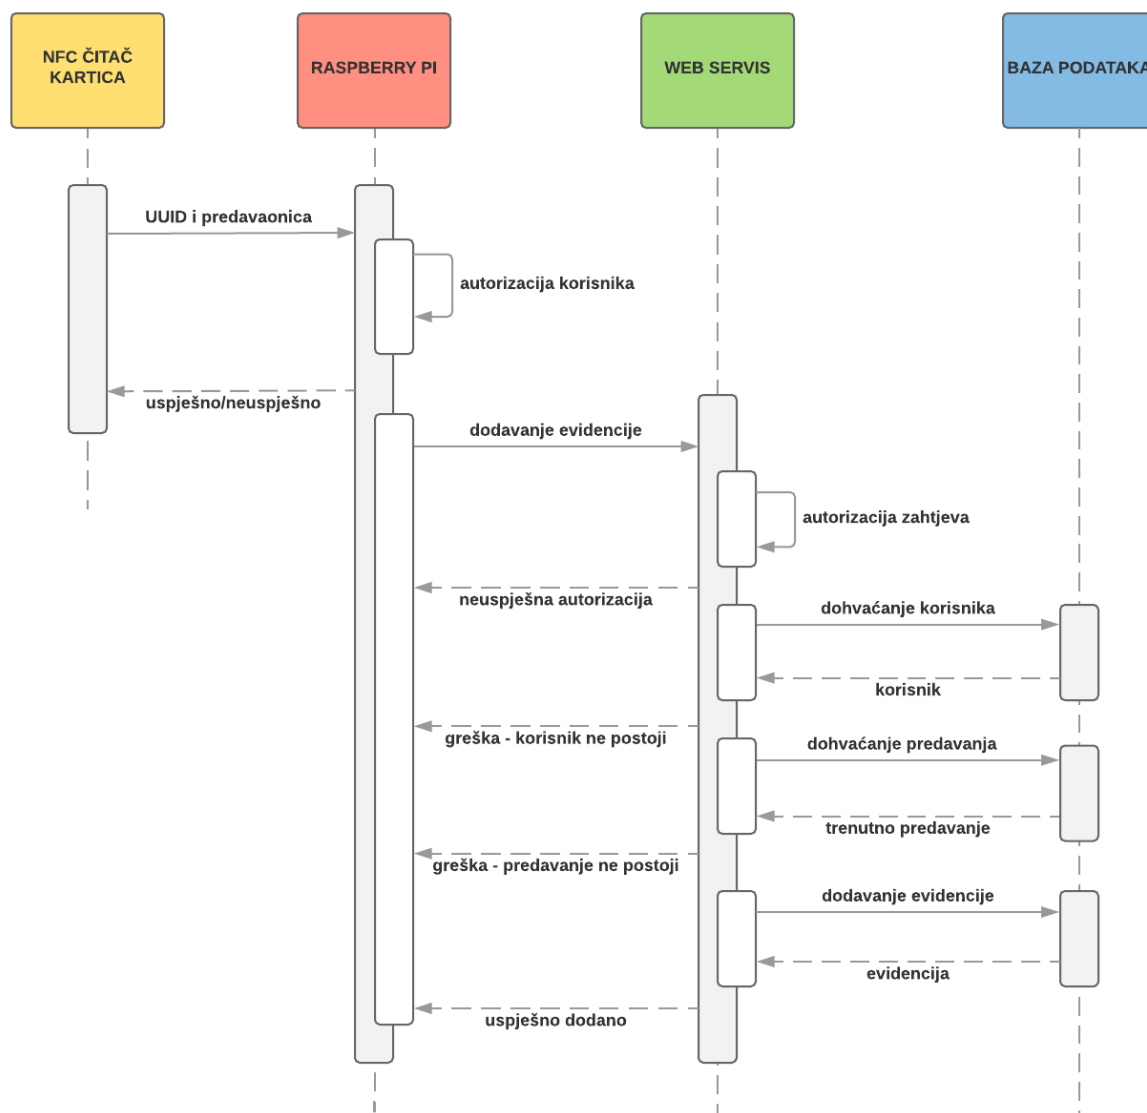 NFC ČITAČ
KARTICA
RASPBERRY PI
WEB SERVIS
BAZA PODATAKA
UUID i predavaonica
autorizacija korisnika
uspješno/neuspješno
dodavanje evidencije
autorizacija zahtjeva
neuspješna autorizacija
dohvaćanje korisnika
korisnik
greška - korisnik ne postoji
dohvaćanje predavanja
trenutno predavanje
greška - predavanje ne postoji
dodavanje evidencije
evidencija
uspješno dodano